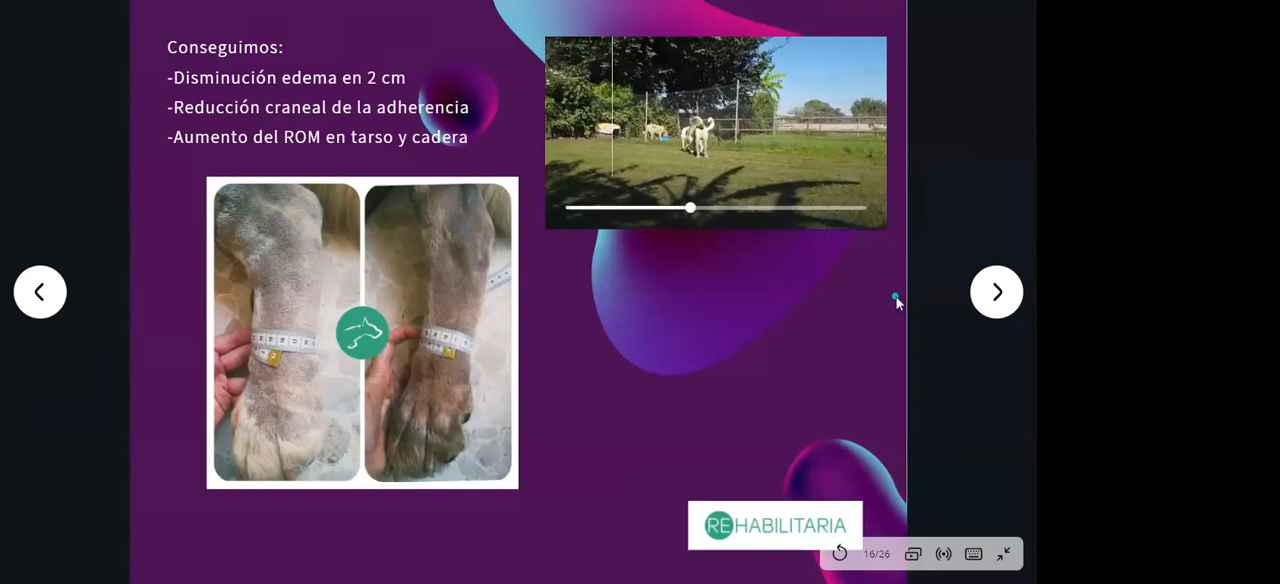 Conseguimos:
-Disminución edema en 2 cm
-Reducción craneal de la adherencia
-Aumento del ROM en tarso y cadera
REHABILITARIA
16/26